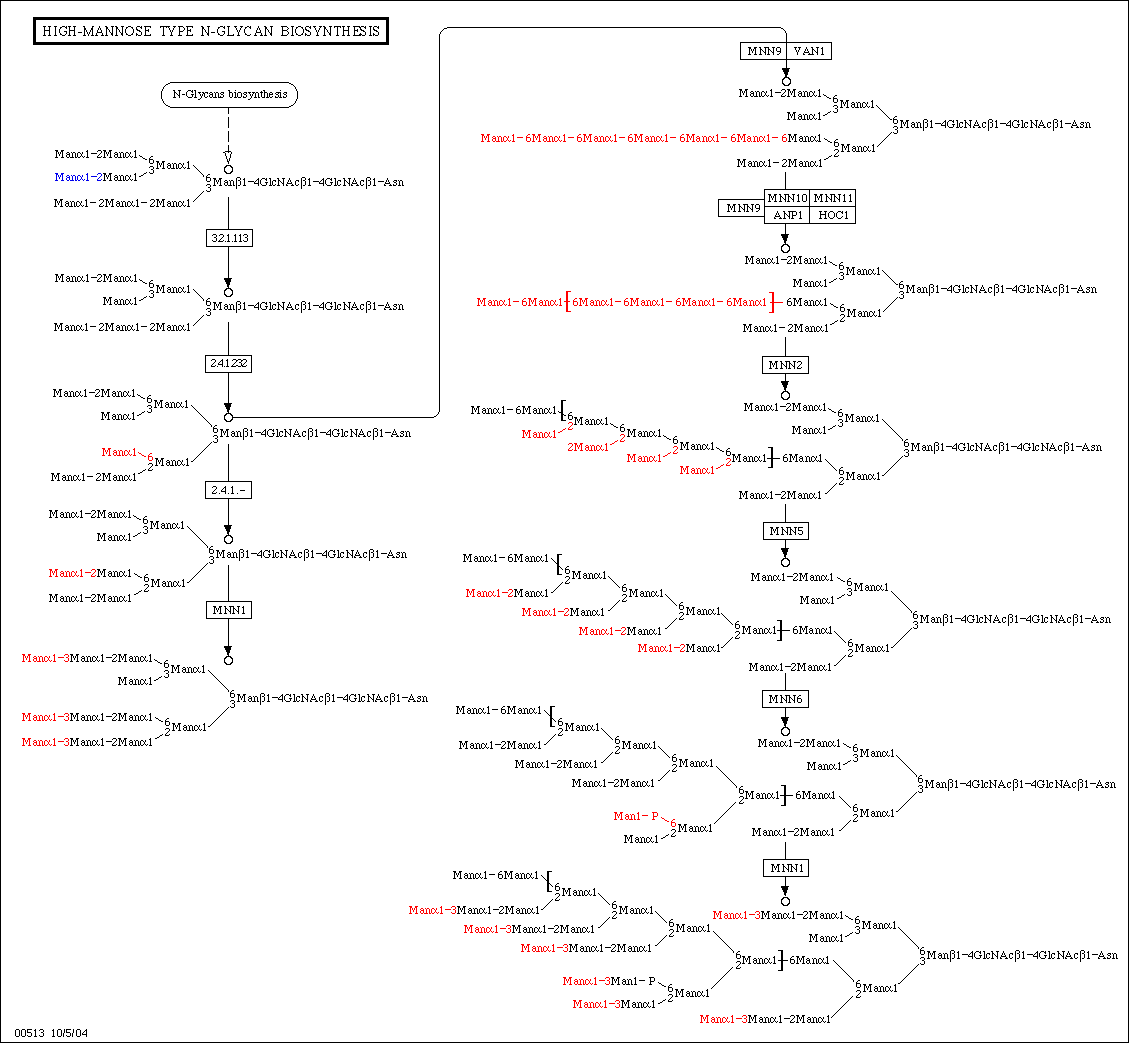 HIGH-MANNOSE TYPE N-GLYCAN BIOSYNTHESIS
N-Glycans biosynthesis
Manα1-2Manα1
6
Manα1
3
Manα1-2Manα1
6
Manβ1-4GlcNAcβ1-4GlcNAcβ1-Asn
3
Manα1-2Manα1-2Manα1
3.2.1.113
Manα1-2Manα1
6
Manα1
3
Manα1
6
Manβ1-4GlcNAcβ1-4GlcNAcβ1-Asn
3
Manα1-2Manα1-2Manα1
2.4.1.232
Manα1-2Manα1
6
Manα1
3
Manα1
6
Manβ1-4GlcNAcβ1-4GlcNAcβ1-Asn
3
Manα1
6
Manα1
2
Manα1-2Manα1
2.4.1.-
Manα1-2Manα1
6
Manα1
3
Manα1
6
Manβ1-4GlcNAcβ1-4GlcNAcβ1-Asn
3
Manα1-2Manα1
6
Manα1
2
Manα1-2Manα1
MNN1
Manα1-3Manα1-2Manα1
6
Manα1
3
Manα1
6
Manβ1-4GlcNAcβ1-4GlcNAcβ1-Asn
3
Manα1-3Manα1-2Manα1
6
Manα1
2
Manα1-3Manα1-2Manα1
MNN9 VAN1
Manα1-2Manα1
6
Manα1
3
Manα1
6
Manβ1-4GlcNAcβ1-4GlcNAcβ1-Asn
3
Manα1-6Manα1-6Manα1-6Manα1-6Manα1-6Manα1-6Manα1
6
Manα1
2
Manα1-2Manα1
MNN9 MNN10 MNN11
ANP1 HOC1
Manα1-2Manα1
6
Manα1
3
Manα1
6
Manβ1-4GlcNAcβ1-4GlcNAcβ1-Asn
3
Manα1-6Manα1[6Manα1-6Manα1-6Manα1-6Manα1]-6Manα1
6
Manα1
2
Manα1-2Manα1
MNN2
Manα1-2Manα1
6
Manα1
3
Manα1
6
Manβ1-4GlcNAcβ1-4GlcNAcβ1-Asn
3
Manα1-6Manα1[
6
Manα1
2
Manα1
6
Manα1
2
2Manα1
6
Manα1
2
Manα1
6
Manα1]-6Manα1
2
Manα1
6
Manα1
2
Manα1-2Manα1
MNN5
Manα1-2Manα1
6
Manα1
3
Manα1
6
Manβ1-4GlcNAcβ1-4GlcNAcβ1-Asn
3
Manα1-6Manα1[
6
Manα1
2
Manα1-2Manα1
6
Manα1
2
Manα1-2Manα1
6
Manα1
2
Manα1-2Manα1
6
Manα1]-6Manα1
2
Manα1-2Manα1
6
Manα1
2
Manα1-2Manα1
MNN6
Manα1-2Manα1
6
Manα1
3
Manα1
6
Manβ1-4GlcNAcβ1-4GlcNAcβ1-Asn
3
Manα1-6Manα1[
6
Manα1
2
Manα1-2Manα1
6
Manα1
2
Manα1-2Manα1
6
Manα1
2
Manα1-2Manα1
6
Manα1]-6Manα1
2
Man1-P
6
Manα1
2
Manα1
6
Manα1
2
Manα1-2Manα1
MNN1
Manα1-3Manα1-2Manα1
6
Manα1
3
Manα1
6
Manβ1-4GlcNAcβ1-4GlcNAcβ1-Asn
3
Manα1-6Manα1[
6
Manα1
2
Manα1-3Manα1-2Manα1
6
Manα1
2
Manα1-3Manα1-2Manα1
6
Manα1
2
Manα1-3Manα1-2Manα1
6
Manα1]-6Manα1
2
Manα1-3Man1-P
6
Manα1
2
Manα1-3Manα1
6
Manα1
2
Manα1-3Manα1-2Manα1
00513 10/5/04